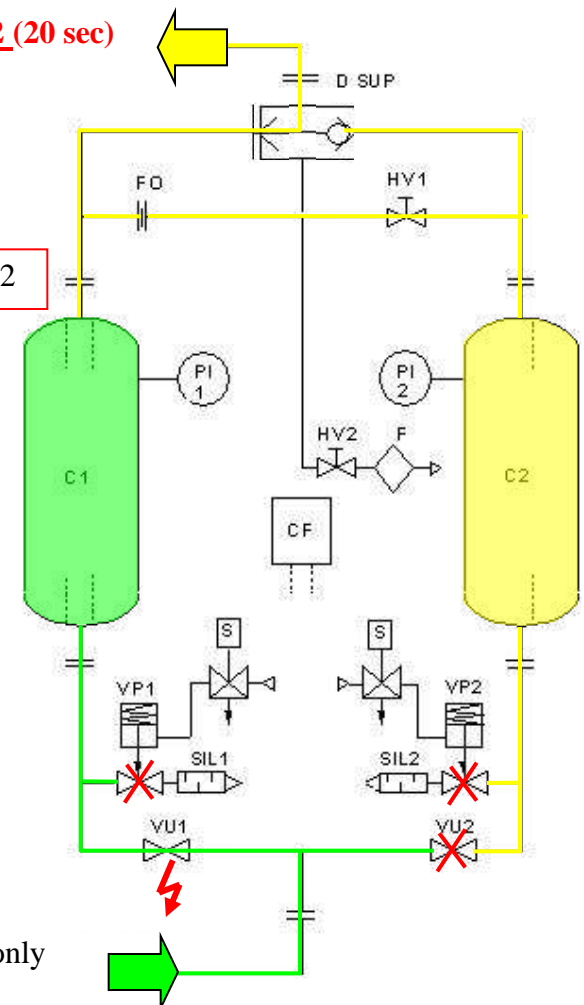 2 (20 sec)
D SUP
FO
HV1
2
PI
1
PI
2
HV2
F
C1
C2
CF
S
S
VP1
VP2
SIL1
SIL2
VU1
VU2
only